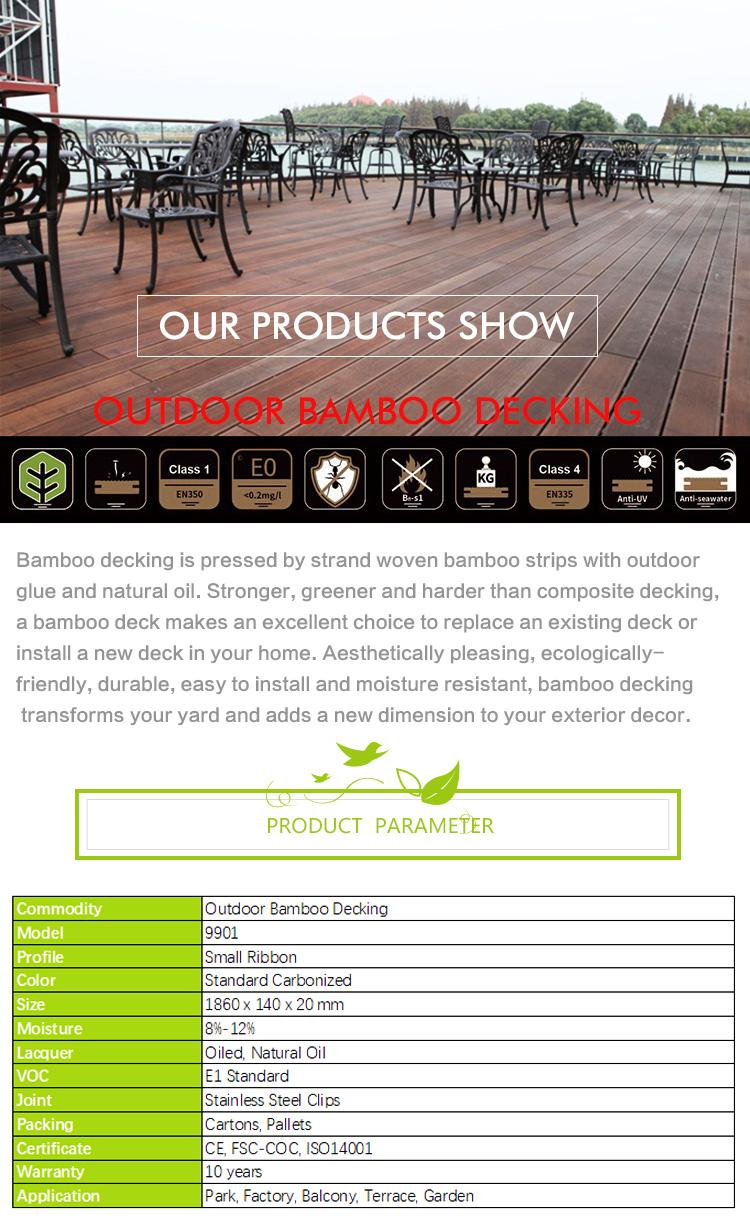 OUR PRODUCTS SHOW
OUTDOOR BAMBOO DECKING
Class 1
EN350
E0
<0.2mg/l
Bfl-s1
KG
Class 4
EN335
Anti-UV
Anti-seawater
Bamboo decking is pressed by strand woven bamboo strips with outdoor
glue and natural oil. Stronger, greener and harder than composite decking,
a bamboo deck makes an excellent choice to replace an existing deck or
install a new deck in your home. Aesthetically pleasing, ecologically-
friendly, durable, easy to install and moisture resistant, bamboo decking
transforms your yard and adds a new dimension to your exterior decor.
PRODUCT PARAMETER
Commodity Outdoor Bamboo Decking
Model 9901
Profile Small Ribbon
Color Standard Carbonized
Size 1860 x 140 x 20 mm
Moisture 8%-12%
Lacquer Oiled, Natural Oil
VOC E1 Standard
Joint Stainless Steel Clips
Packing Cartons, Pallets
Certificate CE, FSC-COC, ISO14001
Warranty 10 years
Application Park, Factory, Balcony, Terrace, Garden